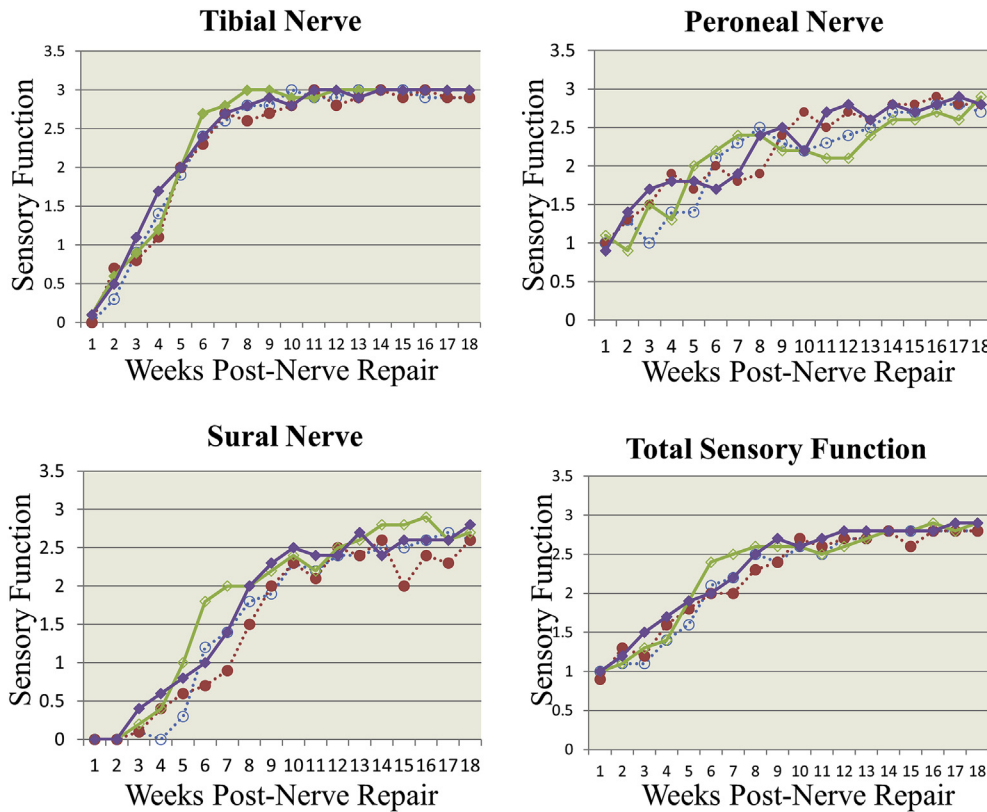 Tibial Nerve
3.5
3
2.5
2
1.5
1
0.5
0
Sensory Function
1 2 3 4 5 6 7 8 9 10 11 12 13 14 15 16 17 18
Weeks Post-Nerve Repair
Peroneal Nerve
3.5
3
2.5
2
1.5
1
0.5
0
Sensory Function
1 2 3 4 5 6 7 8 9 10 11 12 13 14 15 16 17 18
Weeks Post-Nerve Repair
Sural Nerve
3.5
3
2.5
2
1.5
1
0.5
0
Sensory Function
1 2 3 4 5 6 7 8 9 10 11 12 13 14 15 16 17 18
Weeks Post-Nerve Repair
Total Sensory Function
3.5
3
2.5
2
1.5
1
0.5
0
Sensory Function
1 2 3 4 5 6 7 8 9 10 11 12 13 14 15 16 17 18
Weeks Post-Nerve Repair